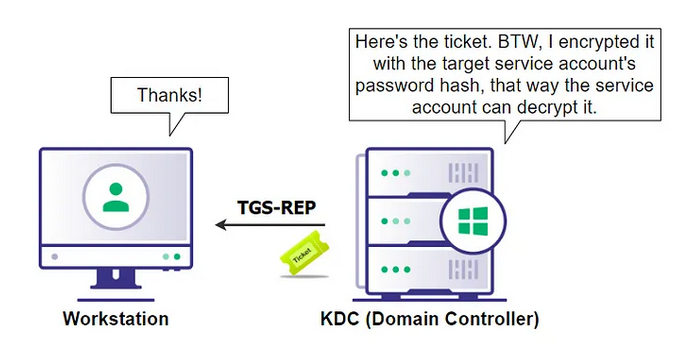 Here's the ticket. BTW, I encrypted it
with the target service account's
password hash, that way the service
account can decrypt it.
Thanks!
TGS-REP
Ticket
Workstation
KDC (Domain Controller)